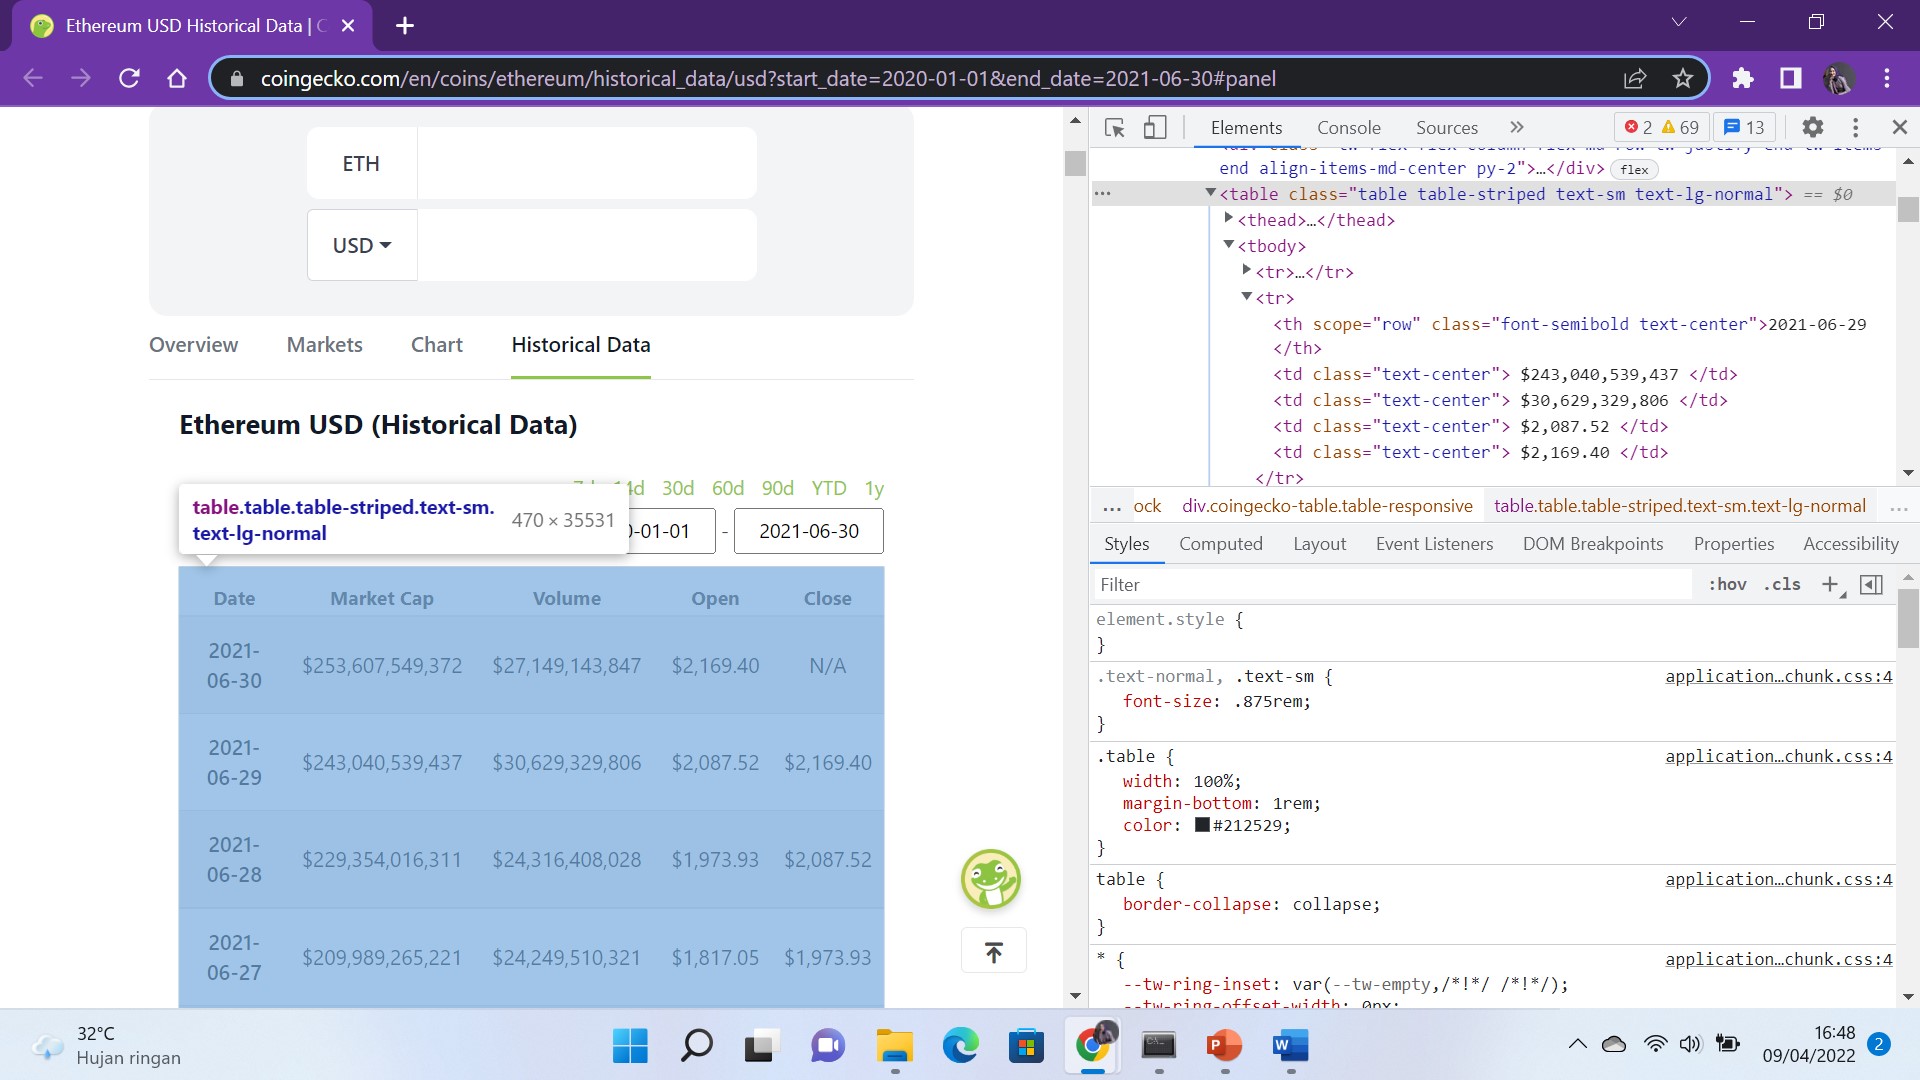 Ethereum USD Historical Data | C
coingecko.com/en/coins/ethereum/historical_data/usd?start_date=2020-01-01&end_date=2021-06-30#panel
ETH
USD
Overview Markets Chart Historical Data
Ethereum USD (Historical Data)
14d 30d 60d 90d YTD 1y
table.table.table-striped.text-sm.
text-lg-normal
470 × 35531
-01-01 - 2021-06-30
Date Market Cap Volume Open Close
2021-
06-30
$253,607,549,372 $27,149,143,847 $2,169.40 N/A
2021-
06-29
$243,040,539,437 $30,629,329,806 $2,087.52 $2,169.40
2021-
06-28
$229,354,016,311 $24,316,408,028 $1,973.93 $2,087.52
2021-
06-27
$209,989,265,221 $24,249,510,321 $1,817.05 $1,973.93
Elements Console Sources » 2 69 13
end align-items-md-center py-2">…</div> flex
<table class="table table-striped text-sm text-lg-normal"> == $0
<thead>…</thead>
<tbody>
<tr>…</tr>
<tr>
<th scope="row" class="font-semibold text-center">2021-06-29
</th>
<td class="text-center"> $243,040,539,437 </td>
<td class="text-center"> $30,629,329,806 </td>
<td class="text-center"> $2,087.52 </td>
<td class="text-center"> $2,169.40 </td>
</tr>
… ock div.coingecko-table.table-responsive table.table.table-striped.text-sm.text-lg-normal …
Styles Computed Layout Event Listeners DOM Breakpoints Properties Accessibility
Filter :hov .cls +
element.style {
}
.text-normal, .text-sm { application…chunk.css:4
font-size: .875rem;
}
.table { application…chunk.css:4
width: 100%;
margin-bottom: 1rem;
color: #212529;
}
table { application…chunk.css:4
border-collapse: collapse;
}
* { application…chunk.css:4
--tw-ring-inset: var(--tw-empty,/*!*/ /*!*/);
--tw-ring-offset-width: 0px;
32°C
Hujan ringan
16:48
09/04/2022
2